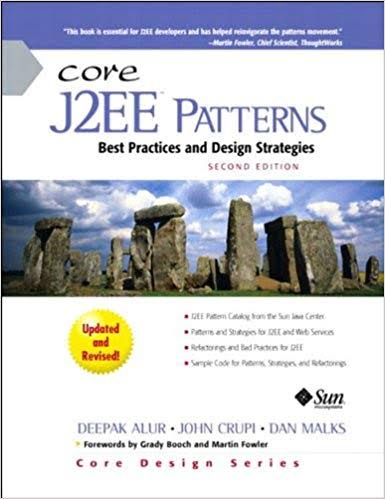 "This book is essential for J2EE developers and has also helped reinvigorate the patterns movement."
—Martin Fowler, Chief Scientist, ThoughtWorks
core
J2EE™ PATTERNS
Best Practices and Design Strategies
SECOND EDITION
Updated
and
Revised!
J2EE Pattern Catalog from the Sun Java Center
Patterns and Strategies for J2EE and Web Services
Refactorings and Bad Practices for J2EE
Sample Code for Patterns, Strategies, and Refactorings
Sun
microsystems
DEEPAK ALUR • JOHN CRUPI • DAN MALKS
Forewords by Grady Booch and Martin Fowler
Core Design Series